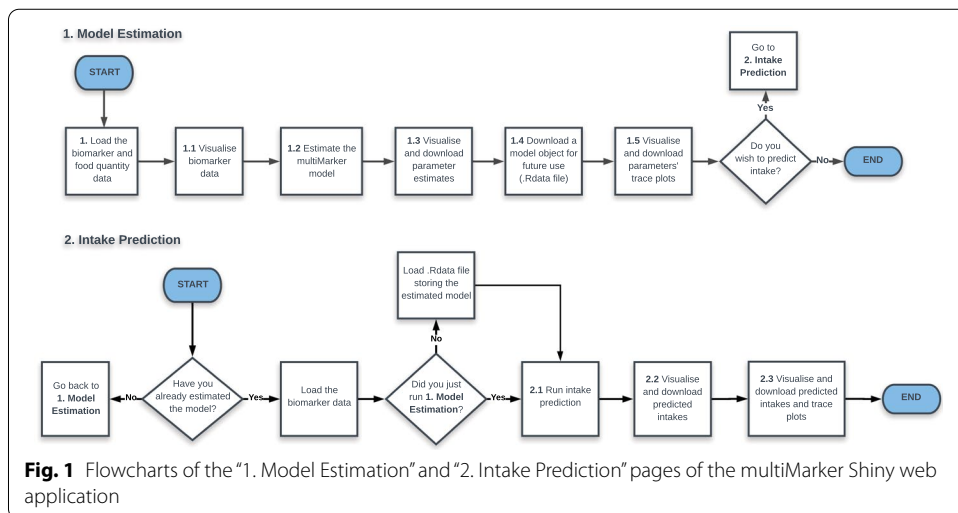 1. Model Estimation
START
1. Load the
biomarker and
food quantity
data
1.1 Visualise
biomarker
data
1.2 Estimate the
multiMarker
model
1.3 Visualise
and download
parameter
estimates
1.4 Download a
model object for
future use
(.Rdata file)
1.5 Visualise
and download
parameters'
trace plots
Do you
wish to predict
intake?
Yes
Go to
2. Intake
Prediction
No
END
2. Intake Prediction
START
Have you
already estimated
the model?
No
Go back to
1. Model
Estimation
Yes
Load the
biomarker data
Did you just
run 1. Model
Estimation?
No
Load .Rdata file
storing the
estimated model
Yes
2.1 Run intake
prediction
2.2 Visualise
and download
predicted
intakes
2.3 Visualise and
download predicted
intakes and trace
plots
END
Fig. 1 Flowcharts of the “1. Model Estimation” and “2. Intake Prediction” pages of the multiMarker Shiny web
application